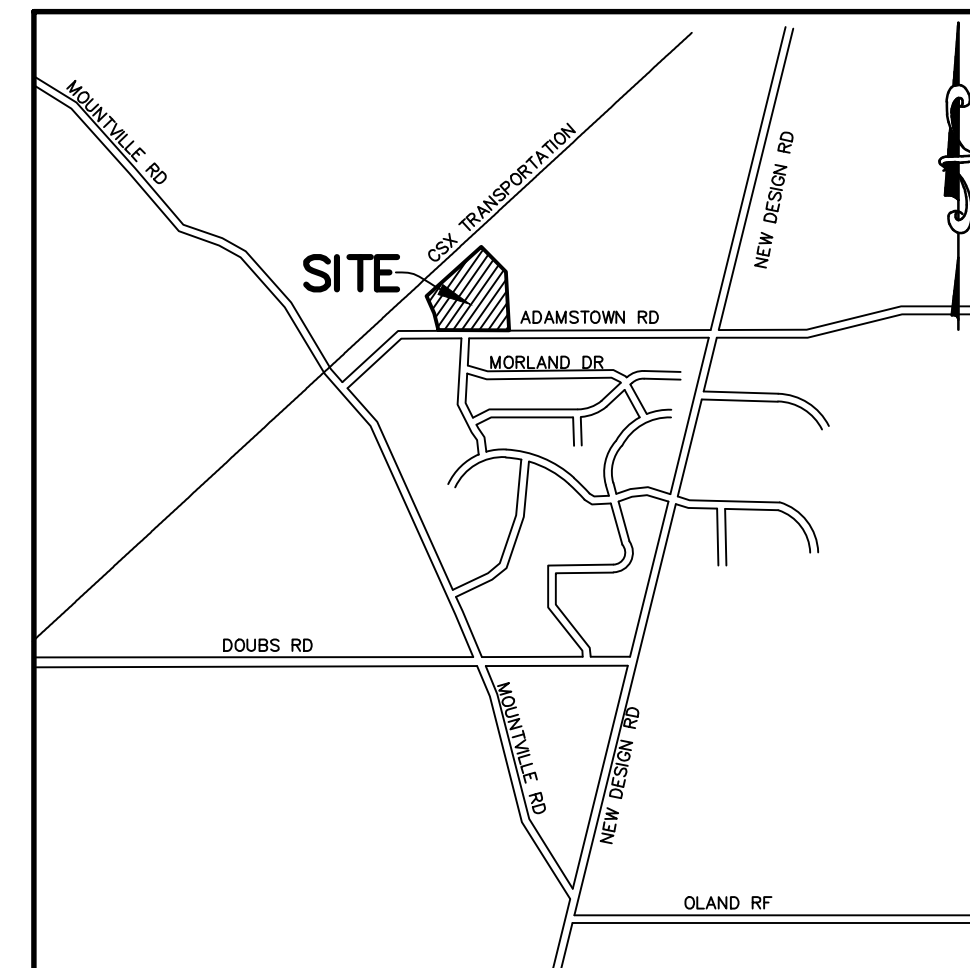 MOUNTVILLE RD
CSX TRANSPORTATION
NEW DESIGN RD
SITE
ADAMSTOWN RD
MORLAND DR
DOUBS RD
MOUNTVILLE RD
NEW DESIGN RD
OLAND RF